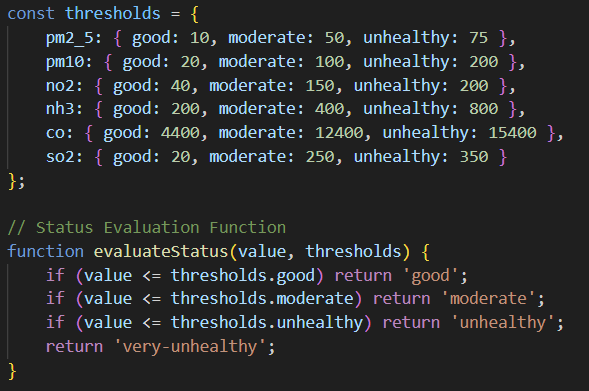 const thresholds = {
    pm2_5: { good: 10, moderate: 50, unhealthy: 75 },
    pm10: { good: 20, moderate: 100, unhealthy: 200 },
    no2: { good: 40, moderate: 150, unhealthy: 200 },
    nh3: { good: 200, moderate: 400, unhealthy: 800 },
    co: { good: 4400, moderate: 12400, unhealthy: 15400 },
    so2: { good: 20, moderate: 250, unhealthy: 350 }
};

// Status Evaluation Function
function evaluateStatus(value, thresholds) {
    if (value <= thresholds.good) return 'good';
    if (value <= thresholds.moderate) return 'moderate';
    if (value <= thresholds.unhealthy) return 'unhealthy';
    return 'very-unhealthy';
}